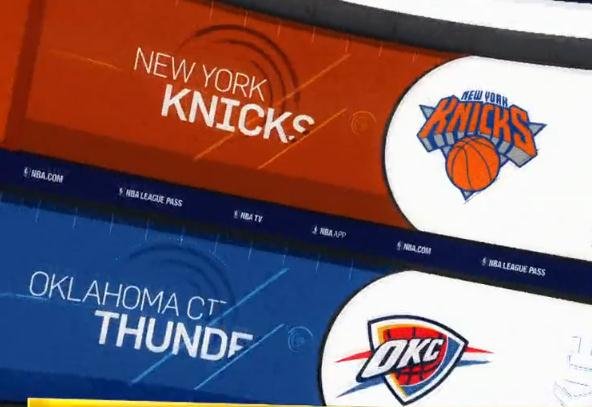 NEW YORK
KNICKS
NEW YORK
KNICKS
NBA.COM
NBA LEAGUE PASS
NBA TV
NBA APP
NBA.COM
NBA LEAGUE PASS
OKLAHOMA CT
THUNDE
OKC